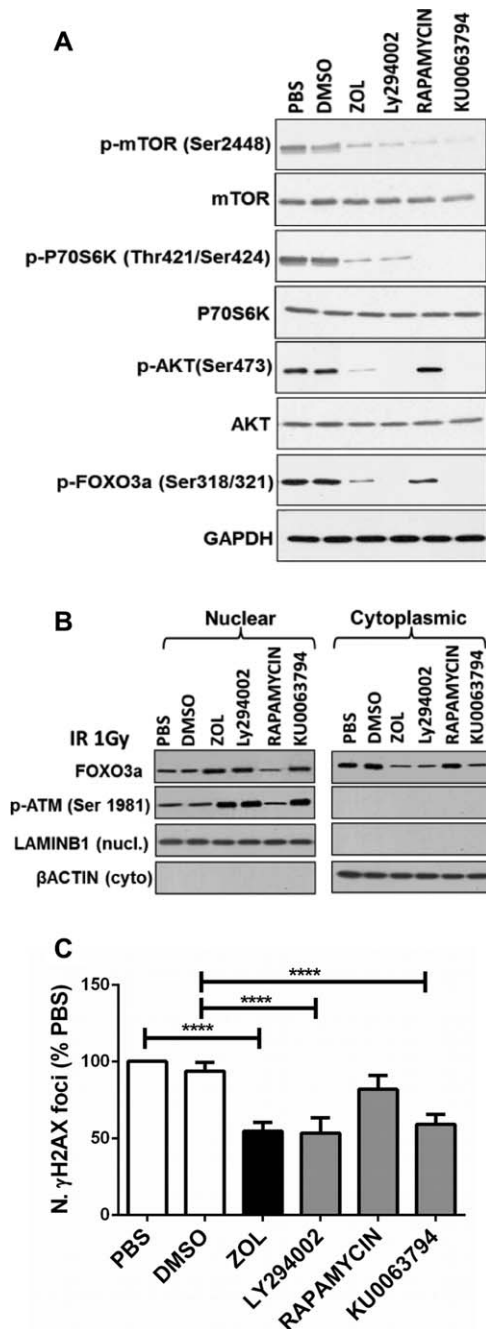 A
PBS
DMSO
ZOL
Ly294002
RAPAMYCIN
KU0063794
p-mTOR (Ser2448)
mTOR
p-P70S6K (Thr421/Ser424)
P70S6K
p-AKT(Ser473)
AKT
p-FOXO3a (Ser318/321)
GAPDH
B
Nuclear
Cytoplasmic
PBS
DMSO
ZOL
Ly294002
RAPAMYCIN
KU0063794
PBS
DMSO
ZOL
Ly294002
RAPAMYCIN
KU0063794
IR 1Gy
FOXO3a
p-ATM (Ser 1981)
LAMINB1 (nucl.)
βACTIN (cyto)
C
N. γH2AX foci (% PBS)
150
100
50
0
****
****
****
PBS
DMSO
ZOL
LY294002
RAPAMYCIN
KU0063794